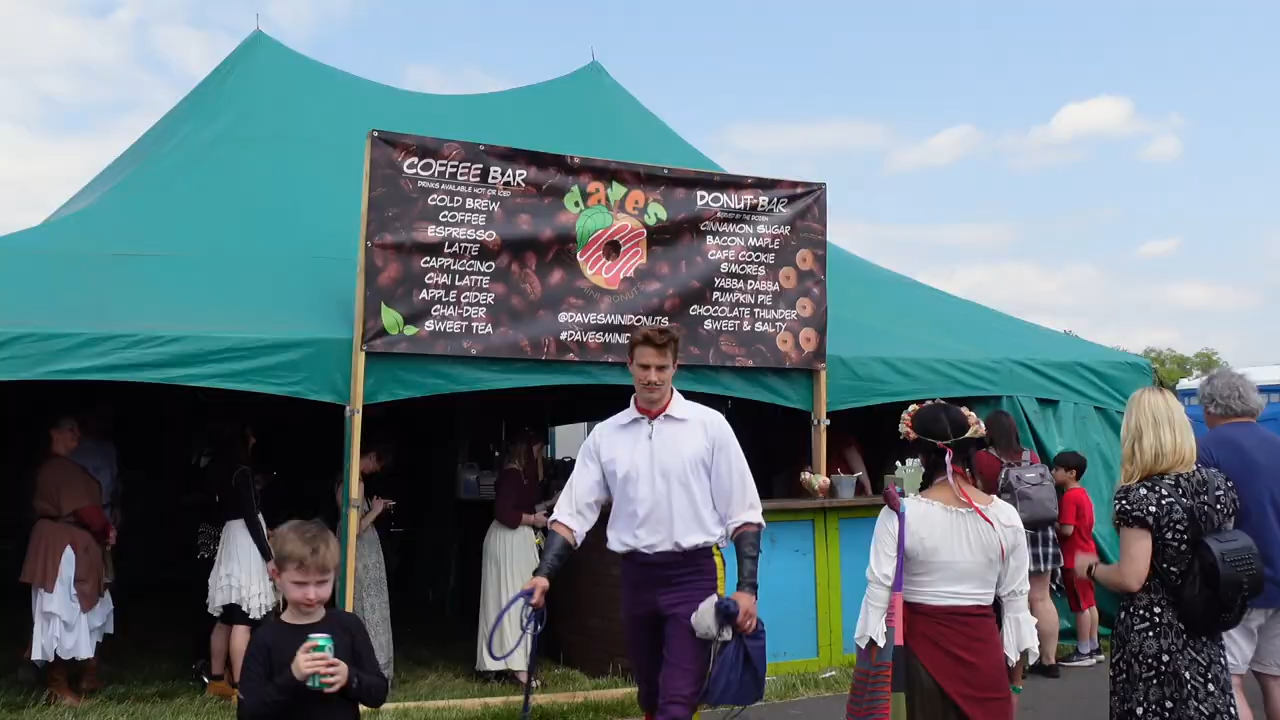 COFFEE BAR
DRINKS AVAILABLE HOT OR ICED
COLD BREW
COFFEE
ESPRESSO
LATTE
CAPPUCCINO
CHAI LATTE
APPLE CIDER
CHAI-DER
SWEET TEA
daves
MINI DONUTS
@DAVESMINIDONUTS
#DAVESMINID
DONUT BAR
SERVED BY THE DOZEN
CINNAMON SUGAR
BACON MAPLE
CAFE COOKIE
S'MORES
YABBA DABBA
PUMPKIN PIE
CHOCOLATE THUNDER
SWEET & SALTY